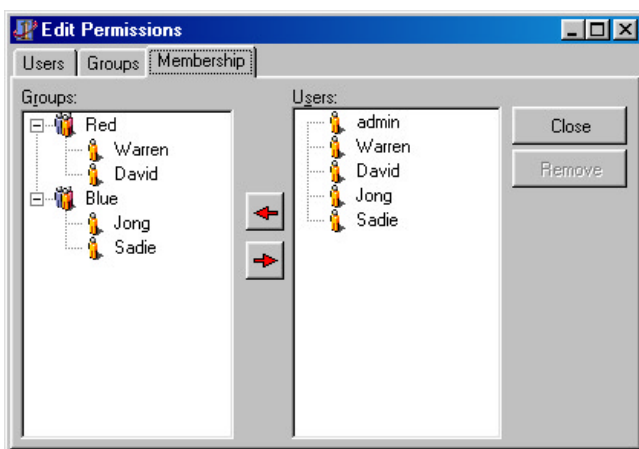 Edit Permissions
Users Groups Membership
Groups:
Red
Warren
David
Blue
Jong
Sadie
Users:
admin
Warren
David
Jong
Sadie
Close
Remove